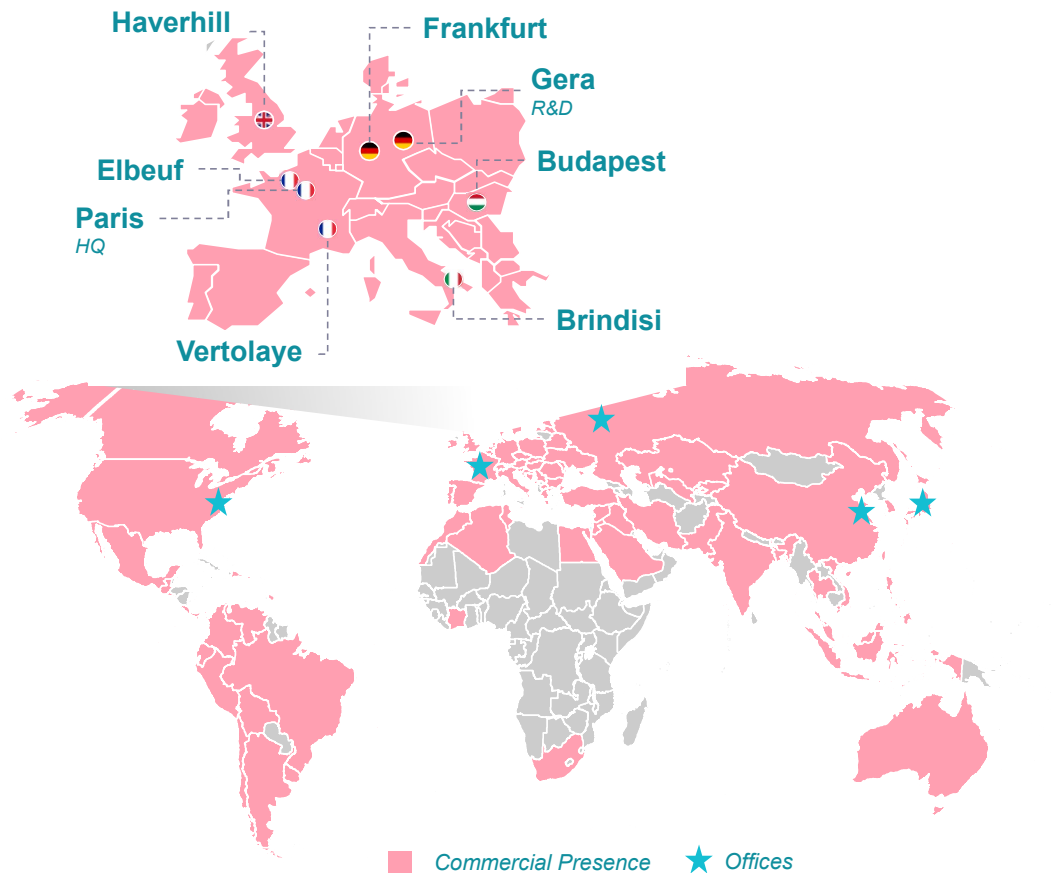 Haverhill
Frankfurt
Gera
R&D
Budapest
Elbeuf
Paris
HQ
Brindisi
Vertolaye
Commercial Presence
Offices